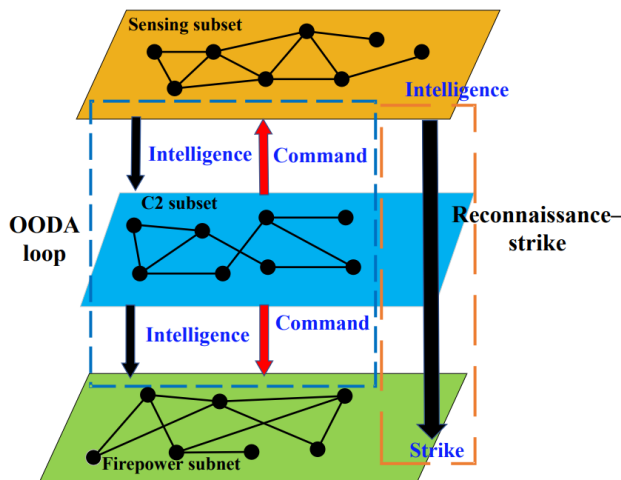 Sensing subset
Intelligence
Intelligence
Command
C2 subset
OODA
loop
Reconnaissance–
strike
Intelligence
Command
Strike
Firepower subnet